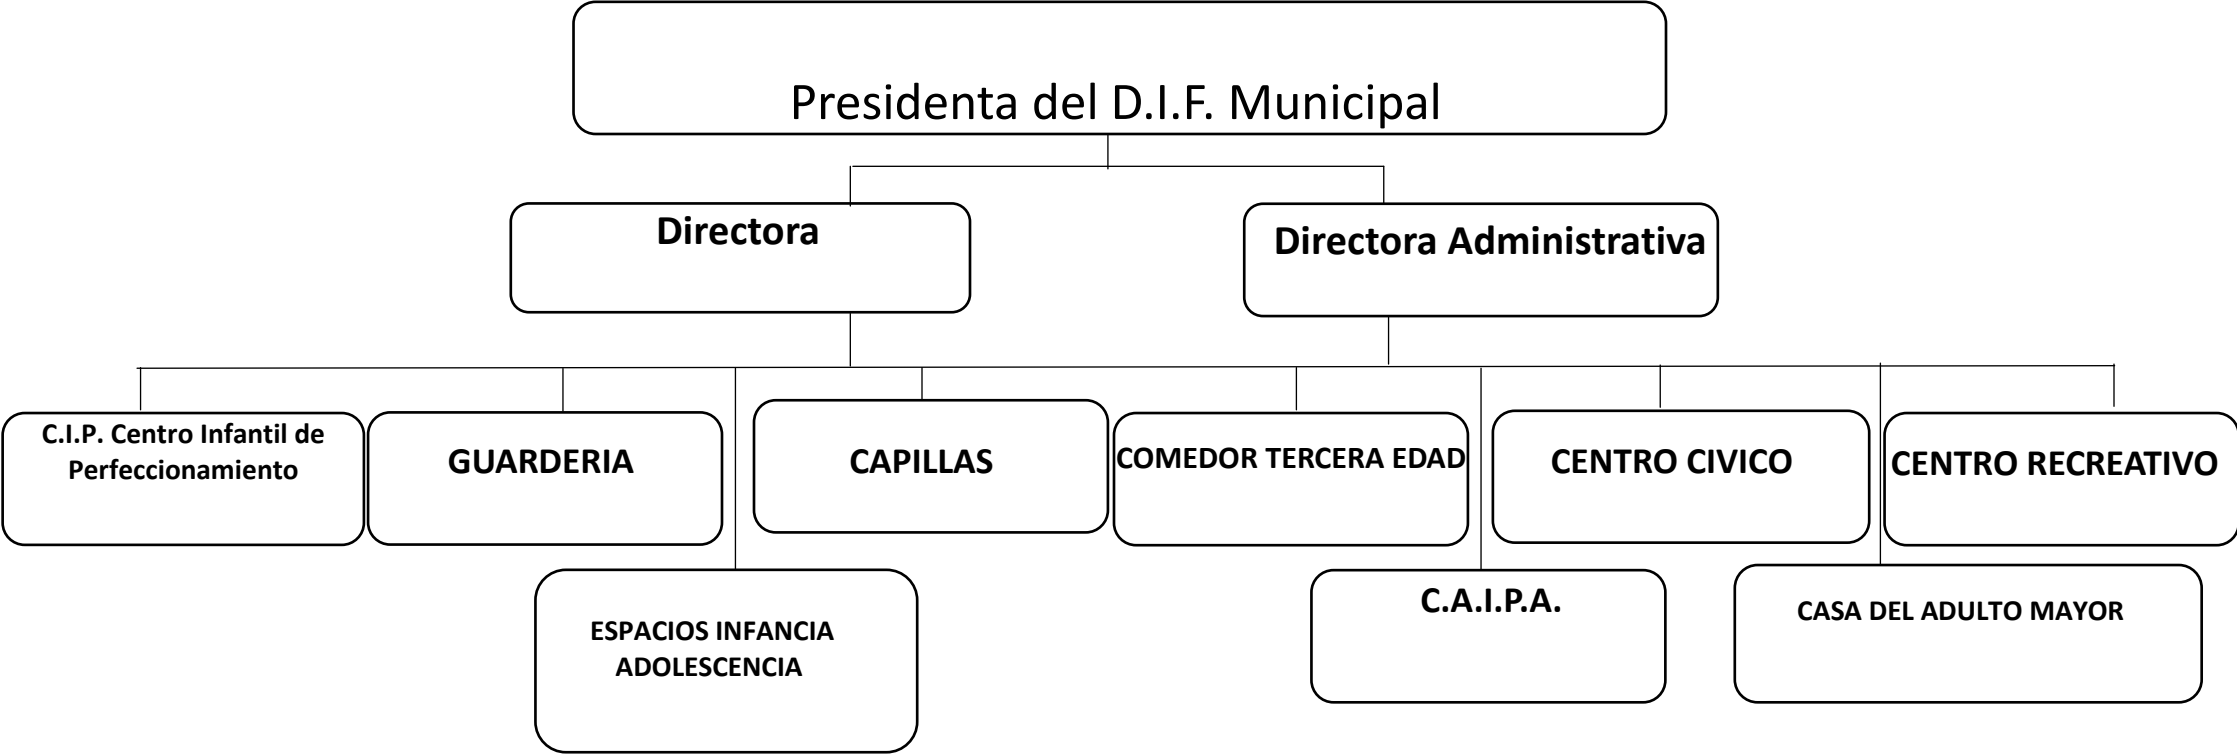 Presidenta del D.I.F. Municipal
Directora
Directora Administrativa
C.I.P. Centro Infantil de
Perfeccionamiento
GUARDERIA
CAPILLAS
COMEDOR TERCERA EDAD
CENTRO CIVICO
CENTRO RECREATIVO
ESPACIOS INFANCIA
ADOLESCENCIA
C.A.I.P.A.
CASA DEL ADULTO MAYOR